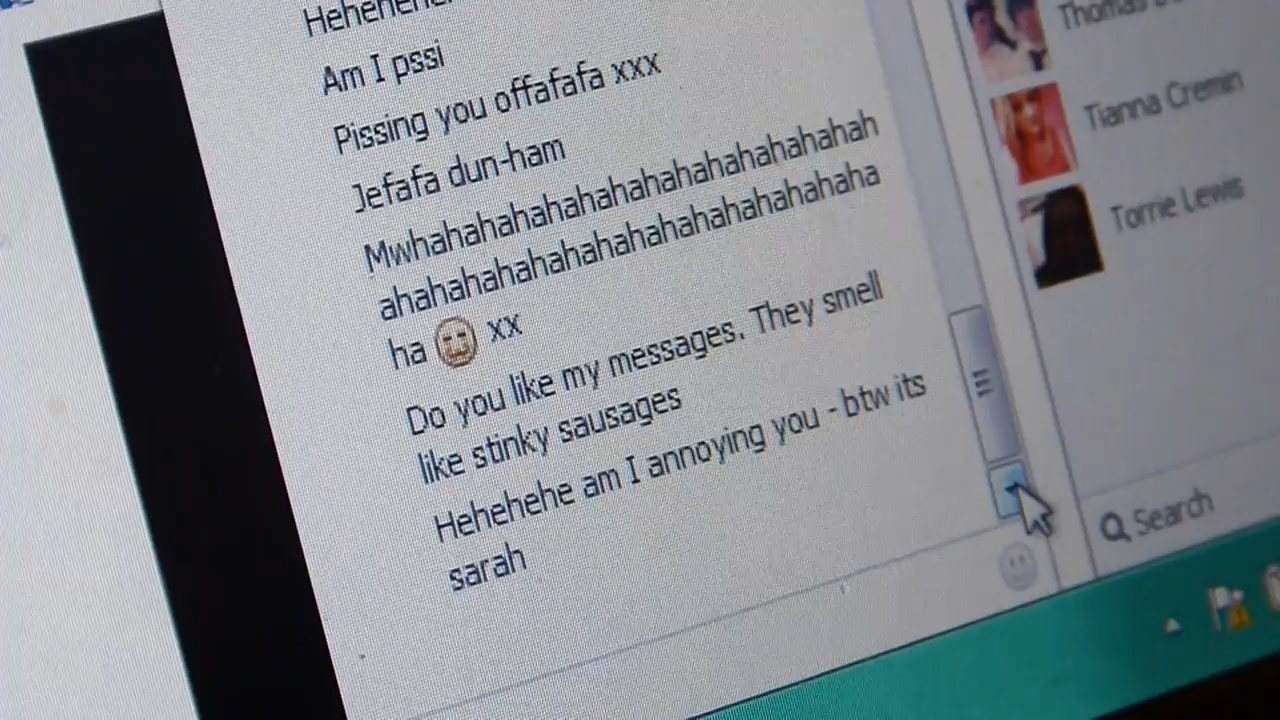 Hehehehe
Am I pssi
Pissing you offafafa xxx
Jefafa dun-ham
Mwhahahahahahahahahahahahahah
ahahahahahahahahahahahahahaha
ha xx
Do you like my messages. They smell
like stinky sausages
Hehehehe am I annoying you - btw its
sarah
Thomas
Tianna Cremin
Torrie Lewis
Search